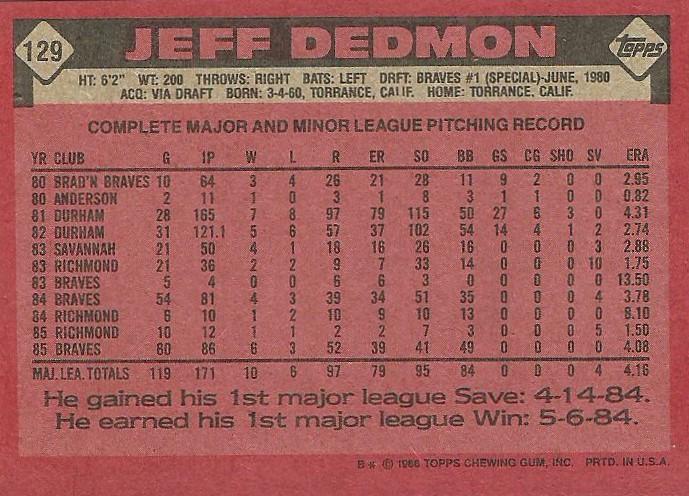 129 JEFF DEDMON Topps
HT: 6'2" WT: 200 THROWS: RIGHT BATS: LEFT DRFT: BRAVES #1 (SPECIAL)-JUNE, 1980
ACQ: VIA DRAFT BORN: 3-4-60, TORRANCE, CALIF. HOME: TORRANCE, CALIF.
COMPLETE MAJOR AND MINOR LEAGUE PITCHING RECORD
YR CLUB G IP W L R ER SO BB GS CG SHO SV ERA
80 BRAD'N BRAVES 10 64 3 4 26 21 28 11 9 2 0 0 2.95
80 ANDERSON 2 11 1 0 3 1 8 3 1 1 0 0 0.82
81 DURHAM 28 165 7 8 97 79 115 50 27 6 3 0 4.31
82 DURHAM 31 121.1 5 6 57 37 102 54 14 4 1 2 2.74
83 SAVANNAH 21 50 4 1 18 16 26 16 0 0 0 3 2.88
83 RICHMOND 21 36 2 2 9 7 33 14 0 0 0 10 1.75
83 BRAVES 5 4 0 0 6 6 3 0 0 0 0 0 13.50
84 BRAVES 54 81 4 3 39 34 51 35 0 0 0 4 3.78
84 RICHMOND 6 10 1 2 10 9 10 13 0 0 0 0 8.10
85 RICHMOND 10 12 1 1 2 2 7 3 0 0 0 5 1.50
85 BRAVES 60 86 6 3 52 39 41 49 0 0 0 0 4.08
MAJ. LEA. TOTALS 119 171 10 6 97 79 95 84 0 0 0 4 4.16
He gained his 1st major league Save: 4-14-84.
He earned his 1st major league Win: 5-6-84.
B* © 1986 TOPPS CHEWING GUM, INC. PRTD. IN U.S.A.